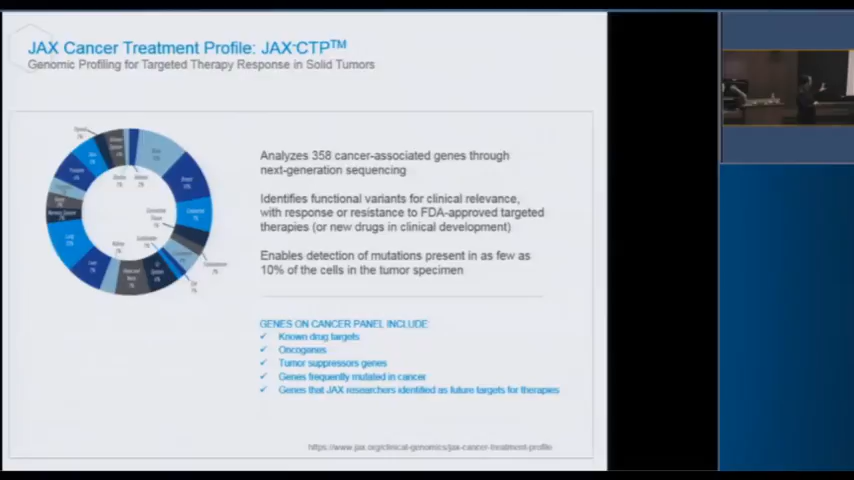 JAX Cancer Treatment Profile: JAX-CTP™
Genomic Profiling for Targeted Therapy Response in Solid Tumors
Analyzes 358 cancer-associated genes through
next-generation sequencing
Identifies functional variants for clinical relevance,
with response or resistance to FDA-approved targeted
therapies (or new drugs in clinical development)
Enables detection of mutations present in as few as
10% of the cells in the tumor specimen
GENES ON CANCER PANEL INCLUDE:
✓ Known drug targets
✓ Oncogenes
✓ Tumor suppressors genes
✓ Genes frequently mutated in cancer
✓ Genes that JAX researchers identified as future targets for therapies
https://www.jax.org/clinical-genomics/jax-cancer-treatment-profile